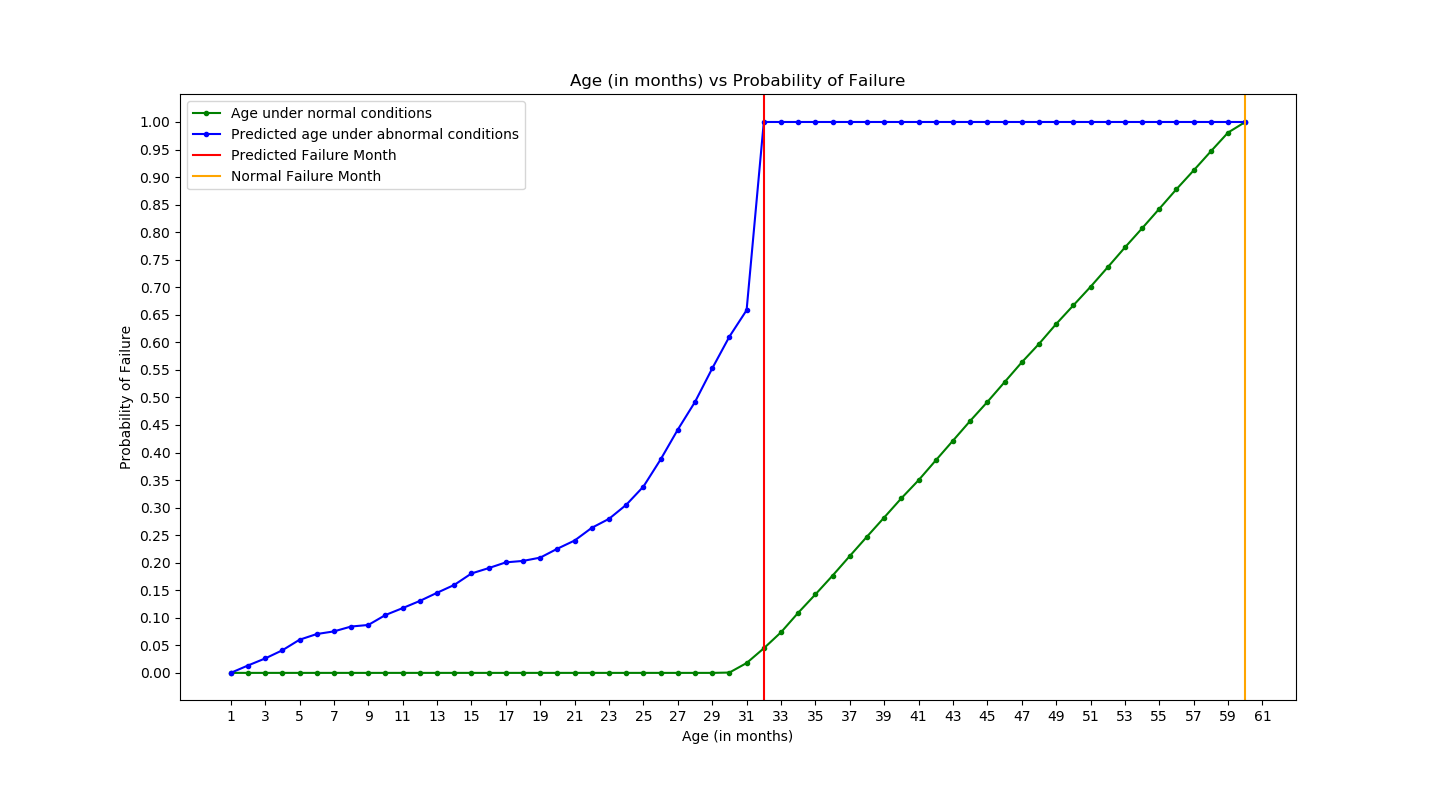 Age (in months) vs Probability of Failure
Age under normal conditions
Predicted age under abnormal conditions
Predicted Failure Month
Normal Failure Month
Probability of Failure
1.00
0.95
0.90
0.85
0.80
0.75
0.70
0.65
0.60
0.55
0.50
0.45
0.40
0.35
0.30
0.25
0.20
0.15
0.10
0.05
0.00
1 3 5 7 9 11 13 15 17 19 21 23 25 27 29 31 33 35 37 39 41 43 45 47 49 51 53 55 57 59 61
Age (in months)